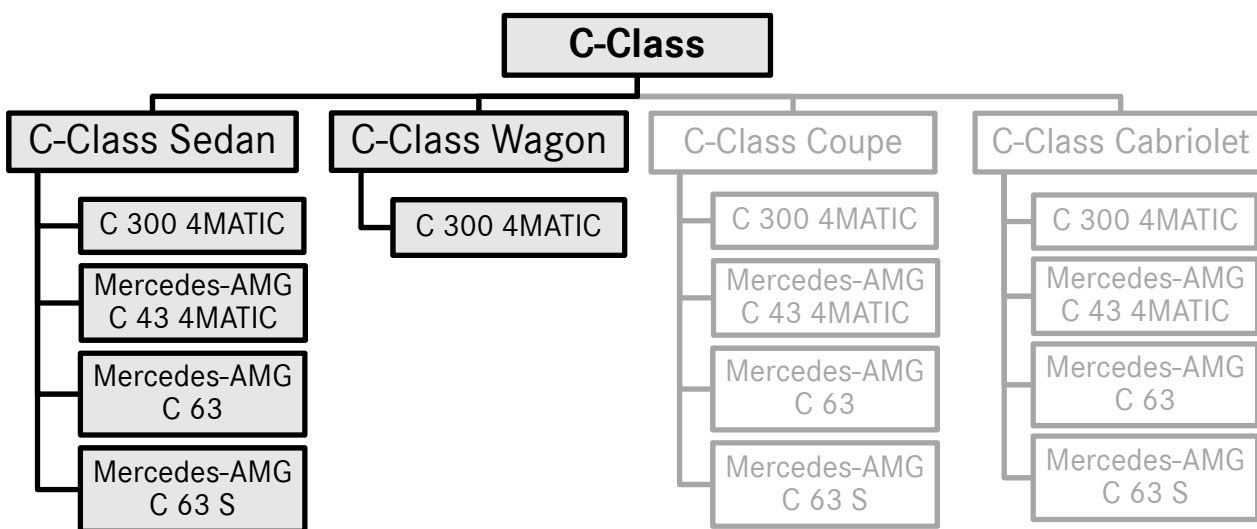 C-Class
C-Class Sedan
C 300 4MATIC
Mercedes-AMG
C 43 4MATIC
Mercedes-AMG
C 63
Mercedes-AMG
C 63 S
C-Class Wagon
C 300 4MATIC
C-Class Coupe
C 300 4MATIC
Mercedes-AMG
C 43 4MATIC
Mercedes-AMG
C 63
Mercedes-AMG
C 63 S
C-Class Cabriolet
C 300 4MATIC
Mercedes-AMG
C 43 4MATIC
Mercedes-AMG
C 63
Mercedes-AMG
C 63 S